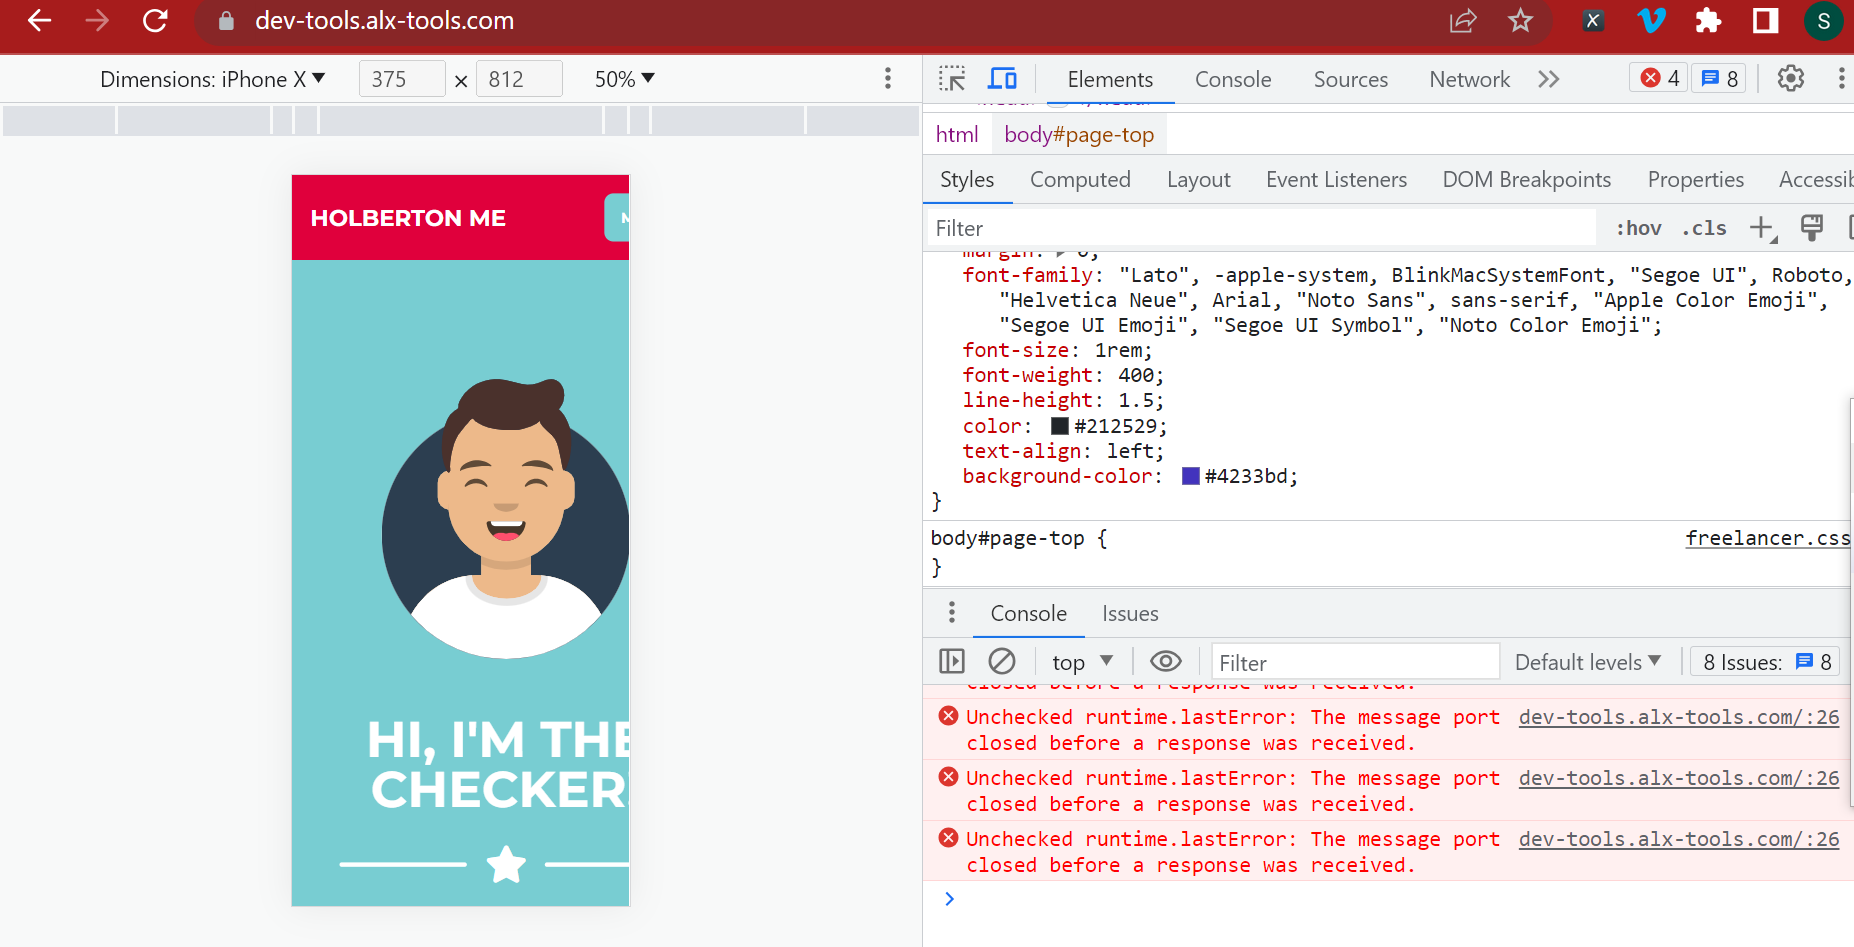 dev-tools.alx-tools.com
S
Dimensions: iPhone X 375 × 812 50%
Elements Console Sources Network 4 8
html body#page-top
Styles Computed Layout Event Listeners DOM Breakpoints Properties Accessib
Filter :hov .cls
margin: 0;
font-family: "Lato", -apple-system, BlinkMacSystemFont, "Segoe UI", Roboto,
"Helvetica Neue", Arial, "Noto Sans", sans-serif, "Apple Color Emoji",
"Segoe UI Emoji", "Segoe UI Symbol", "Noto Color Emoji";
font-size: 1rem;
font-weight: 400;
line-height: 1.5;
color: #212529;
text-align: left;
background-color: #4233bd;
}
body#page-top { freelancer.css
}
Console Issues
top Filter Default levels 8 Issues: 8
closed before a response was received.
Unchecked runtime.lastError: The message port dev-tools.alx-tools.com/:26
closed before a response was received.
Unchecked runtime.lastError: The message port dev-tools.alx-tools.com/:26
closed before a response was received.
Unchecked runtime.lastError: The message port dev-tools.alx-tools.com/:26
closed before a response was received.
HOLBERTON ME
HI, I'M THE
CHECKER